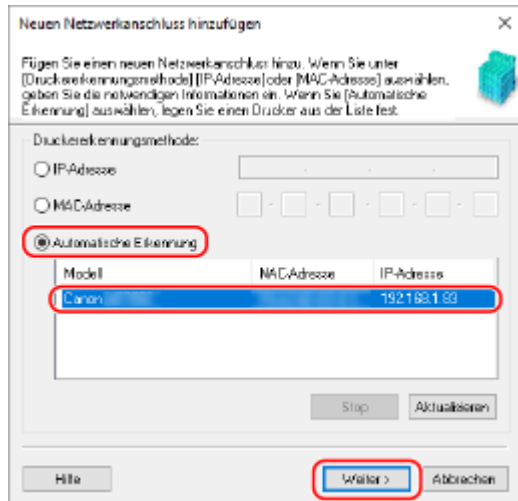 Neuen Netzwerkanschluss hinzufügen
Fügen Sie einen neuen Netzwerkanschluss hinzu. Wenn Sie unter
[Druckererkennungsmethode] [IP-Adresse] oder [MAC-Adresse] auswählen,
geben Sie die notwendigen Informationen ein. Wenn Sie [Automatische
Erkennung] auswählen, legen Sie einen Drucker aus der Liste fest.
Druckererkennungsmethode:
IP-Adresse
MAC-Adresse
Automatische Erkennung
Modell MAC-Adresse IP-Adresse
Canon 192.168.1.83
Stop Aktualisieren
Hilfe Weiter > Abbrechen